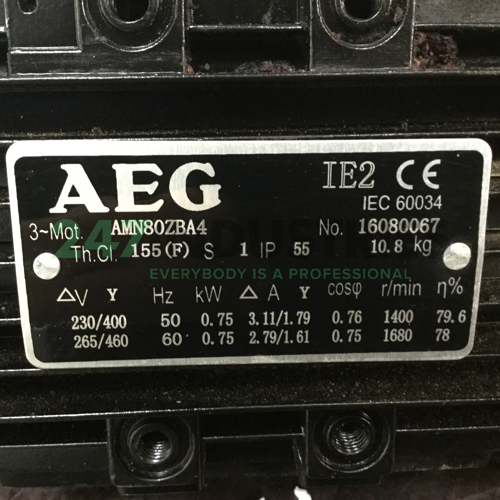 AEG IE2 CE
IEC 60034
3~Mot. AMN80ZBA4 No. 16080067
Th.Cl. 155 (F) S 1 IP 55 10.8 kg
EVERYBODY IS A PROFESSIONAL
△V Y Hz kW △ A Y cosφ r/min η%
230/400 50 0.75 3.11/1.79 0.76 1400 79.6
265/460 60 0.75 2.79/1.61 0.75 1680 78